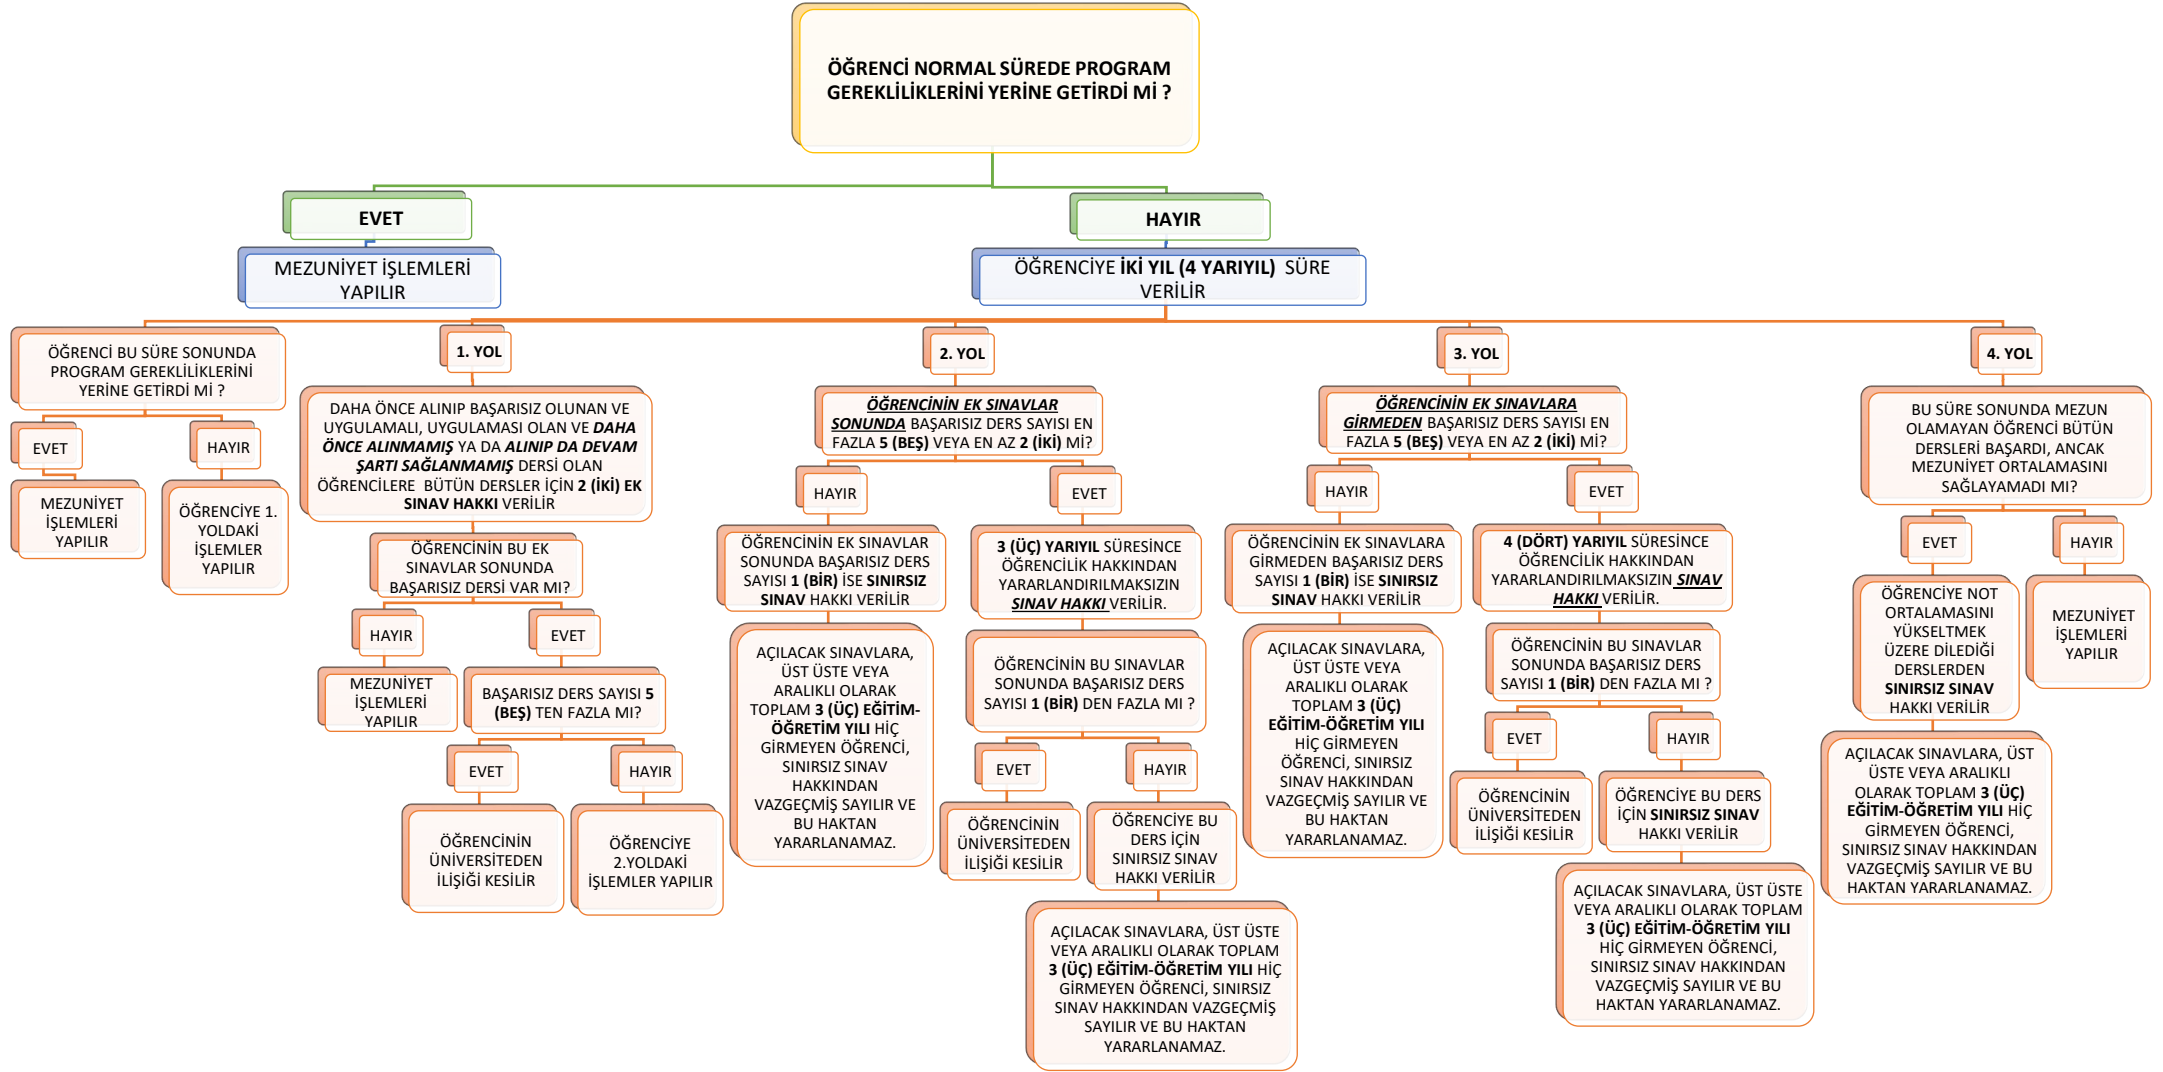 ÖĞRENCİ NORMAL SÜREDE PROGRAM
GEREKLİLİKLERİNİ YERİNE GETİRDİ Mİ ?
EVET
MEZUNİYET İŞLEMLERİ
YAPILIR
HAYIR
ÖĞRENCİYE İKİ YIL (4 YARIYIL) SÜRE
VERİLİR
ÖĞRENCİ BU SÜRE SONUNDA
PROGRAM GEREKLİLİKLERİNİ
YERİNE GETİRDİ Mİ ?
EVET
MEZUNİYET
İŞLEMLERİ
YAPILIR
HAYIR
ÖĞRENCİYE 1.
YOLDAKİ
İŞLEMLER
YAPILIR
1. YOL
DAHA ÖNCE ALINIP BAŞARISIZ OLUNAN VE
UYGULAMALI, UYGULAMASI OLAN VE DAHA
ÖNCE ALINMAMIŞ YA DA ALINIP DA DEVAM
ŞARTI SAĞLANMAMIŞ DERSİ OLAN
ÖĞRENCİLERE BÜTÜN DERSLER İÇİN 2 (İKİ) EK
SINAV HAKKI VERİLİR
ÖĞRENCİNİN BU EK
SINAVLAR SONUNDA
BAŞARISIZ DERSİ VAR MI?
HAYIR
MEZUNİYET
İŞLEMLERİ
YAPILIR
EVET
BAŞARISIZ DERS SAYISI 5
(BEŞ) TEN FAZLA MI?
EVET
ÖĞRENCİNİN
ÜNİVERSİTEDEN
İLİŞİĞİ KESİLİR
HAYIR
ÖĞRENCİYE
2.YOLDAKİ
İŞLEMLER YAPILIR
2. YOL
ÖĞRENCİNİN EK SINAVLAR
SONUNDA BAŞARISIZ DERS SAYISI EN
FAZLA 5 (BEŞ) VEYA EN AZ 2 (İKİ) Mİ?
HAYIR
ÖĞRENCİNİN EK SINAVLAR
SONUNDA BAŞARISIZ DERS
SAYISI 1 (BİR) İSE SINIRSIZ
SINAV HAKKI VERİLİR
AÇILACAK SINAVLARA,
ÜST ÜSTE VEYA
ARALIKLI OLARAK
TOPLAM 3 (ÜÇ) EĞİTİM-
ÖĞRETİM YILI HİÇ
GİRMEYEN ÖĞRENCİ,
SINIRSIZ SINAV
HAKKINDAN
VAZGEÇMİŞ SAYILIR VE
BU HAKTAN
YARARLANAMAZ.
EVET
3 (ÜÇ) YARIYIL SÜRESİNCE
ÖĞRENCİLİK HAKKINDAN
YARARLANDIRILMAKSIZIN
SINAV HAKKI VERİLİR.
ÖĞRENCİNİN BU SINAVLAR
SONUNDA BAŞARISIZ DERS
SAYISI 1 (BİR) DEN FAZLA MI ?
EVET
ÖĞRENCİNİN
ÜNİVERSİTEDEN
İLİŞİĞİ KESİLİR
HAYIR
ÖĞRENCİYE BU
DERS İÇİN
SINIRSIZ SINAV
HAKKI VERİLİR
AÇILACAK SINAVLARA, ÜST ÜSTE
VEYA ARALIKLI OLARAK TOPLAM
3 (ÜÇ) EĞİTİM-ÖĞRETİM YILI HİÇ
GİRMEYEN ÖĞRENCİ, SINIRSIZ
SINAV HAKKINDAN VAZGEÇMİŞ
SAYILIR VE BU HAKTAN
YARARLANAMAZ.
3. YOL
ÖĞRENCİNİN EK SINAVLARA
GİRMEDEN BAŞARISIZ DERS SAYISI EN
FAZLA 5 (BEŞ) VEYA EN AZ 2 (İKİ) Mİ?
HAYIR
ÖĞRENCİNİN EK SINAVLARA
GİRMEDEN BAŞARISIZ DERS
SAYISI 1 (BİR) İSE SINIRSIZ
SINAV HAKKI VERİLİR
AÇILACAK SINAVLARA,
ÜST ÜSTE VEYA
ARALIKLI OLARAK
TOPLAM 3 (ÜÇ)
EĞİTİM-ÖĞRETİM YILI
HİÇ GİRMEYEN
ÖĞRENCİ, SINIRSIZ
SINAV HAKKINDAN
VAZGEÇMİŞ SAYILIR VE
BU HAKTAN
YARARLANAMAZ.
EVET
4 (DÖRT) YARIYIL SÜRESİNCE
ÖĞRENCİLİK HAKKINDAN
YARARLANDIRILMAKSIZIN SINAV
HAKKI VERİLİR.
ÖĞRENCİNİN BU SINAVLAR
SONUNDA BAŞARISIZ DERS
SAYISI 1 (BİR) DEN FAZLA MI ?
EVET
ÖĞRENCİNİN
ÜNİVERSİTEDEN
İLİŞİĞİ KESİLİR
HAYIR
ÖĞRENCİYE BU DERS
İÇİN SINIRSIZ SINAV
HAKKI VERİLİR
AÇILACAK SINAVLARA, ÜST ÜSTE
VEYA ARALIKLI OLARAK TOPLAM
3 (ÜÇ) EĞİTİM-ÖĞRETİM YILI
HİÇ GİRMEYEN ÖĞRENCİ,
SINIRSIZ SINAV HAKKINDAN
VAZGEÇMİŞ SAYILIR VE BU
HAKTAN YARARLANAMAZ.
4. YOL
BU SÜRE SONUNDA MEZUN
OLAMAYAN ÖĞRENCİ BÜTÜN
DERSLERİ BAŞARDI, ANCAK
MEZUNİYET ORTALAMASINI
SAĞLAYAMADI MI?
EVET
ÖĞRENCİYE NOT
ORTALAMASINI
YÜKSELTMEK
ÜZERE DİLEDİĞİ
DERSLERDEN
SINIRSIZ SINAV
HAKKI VERİLİR
AÇILACAK SINAVLARA, ÜST
ÜSTE VEYA ARALIKLI
OLARAK TOPLAM 3 (ÜÇ)
EĞİTİM-ÖĞRETİM YILI HİÇ
GİRMEYEN ÖĞRENCİ,
SINIRSIZ SINAV HAKKINDAN
VAZGEÇMİŞ SAYILIR VE BU
HAKTAN YARARLANAMAZ.
HAYIR
MEZUNİYET
İŞLEMLERİ
YAPILIR